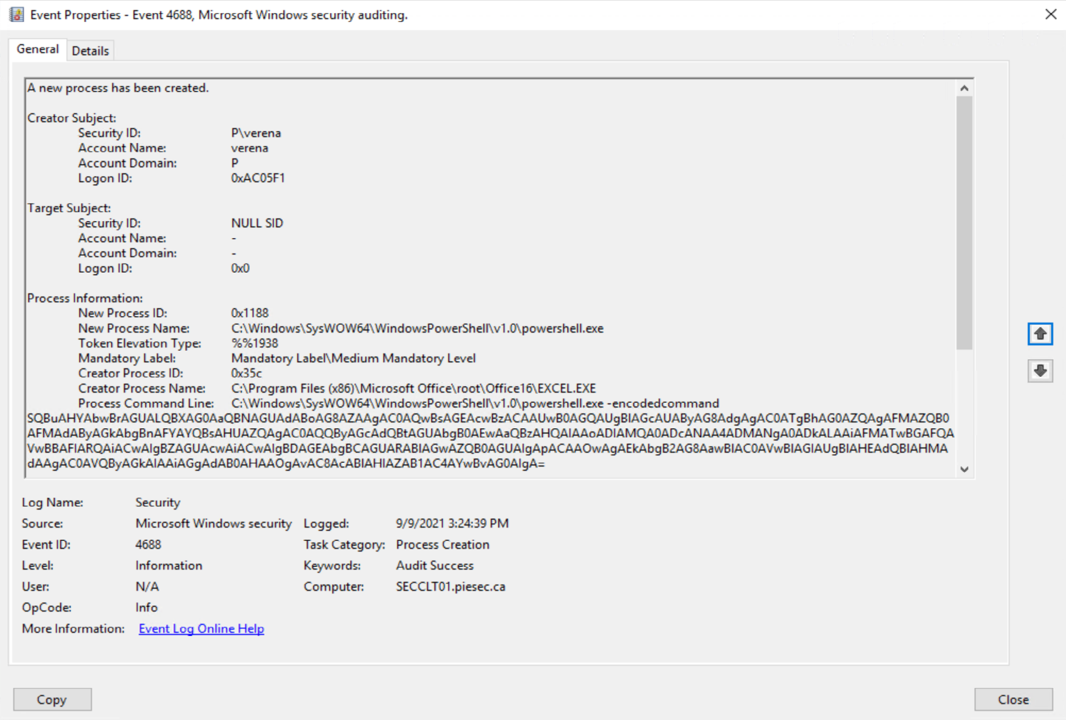 Event Properties - Event 4688, Microsoft Windows security auditing.
General Details
A new process has been created.
Creator Subject:
Security ID: P\verena
Account Name: verena
Account Domain: P
Logon ID: 0xAC05F1
Target Subject:
Security ID: NULL SID
Account Name: -
Account Domain: -
Logon ID: 0x0
Process Information:
New Process ID: 0x1188
New Process Name: C:\Windows\SysWOW64\WindowsPowerShell\v1.0\powershell.exe
Token Elevation Type: %%1938
Mandatory Label: Mandatory Label\Medium Mandatory Level
Creator Process ID: 0x35c
Creator Process Name: C:\Program Files (x86)\Microsoft Office\root\Office16\EXCEL.EXE
Process Command Line: C:\Windows\SysWOW64\WindowsPowerShell\v1.0\powershell.exe -encodedcommand
Log Name: Security
Source: Microsoft Windows security Logged: 9/9/2021 3:24:39 PM
Event ID: 4688 Task Category: Process Creation
Level: Information Keywords: Audit Success
User: N/A Computer: SECCLT01.piesec.ca
OpCode: Info
More Information: Event Log Online Help
Copy Close